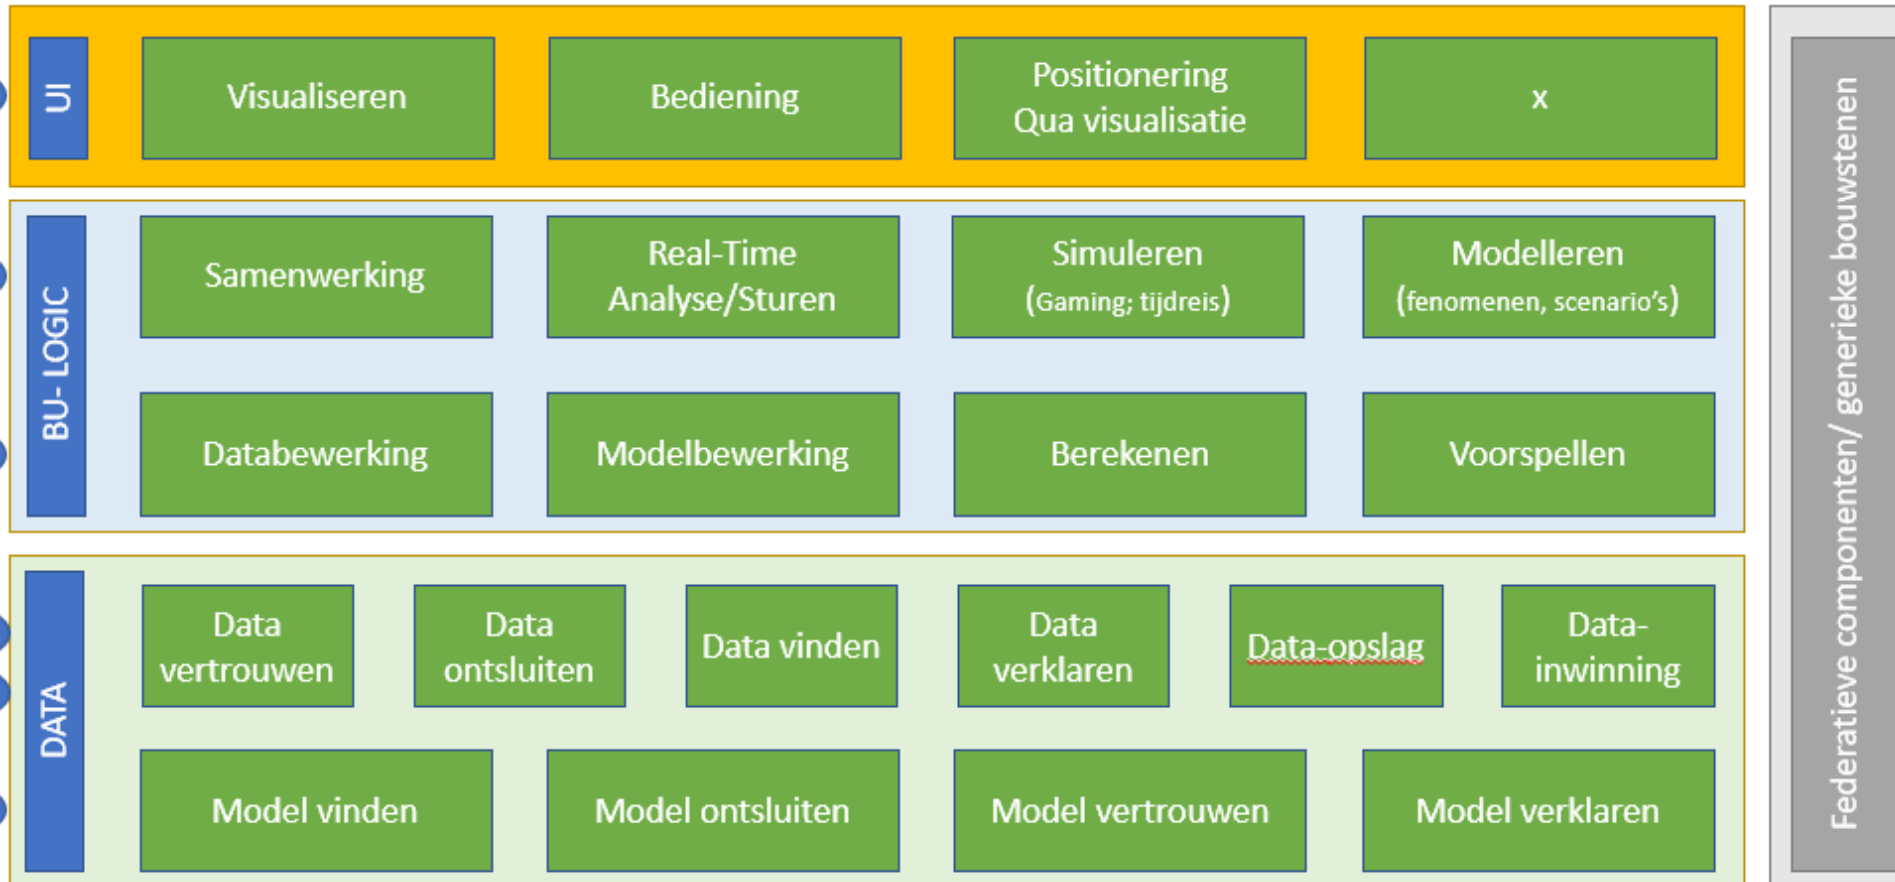 UI
Visualiseren
Bediening
Positionering
Qua visualisatie
x
BU- LOGIC
Samenwerking
Real-Time
Analyse/Sturen
Simuleren
(Gaming; tijdreis)
Modelleren
(fenomenen, scenario's)
Databewerking
Modelbewerking
Berekenen
Voorspellen
DATA
Data
vertrouwen
Data
ontsluiten
Data vinden
Data
verklaren
Data-opslag
Data-
inwinning
Model vinden
Model ontsluiten
Model vertrouwen
Model verklaren
Federatieve componenten/ generieke bouwstenen